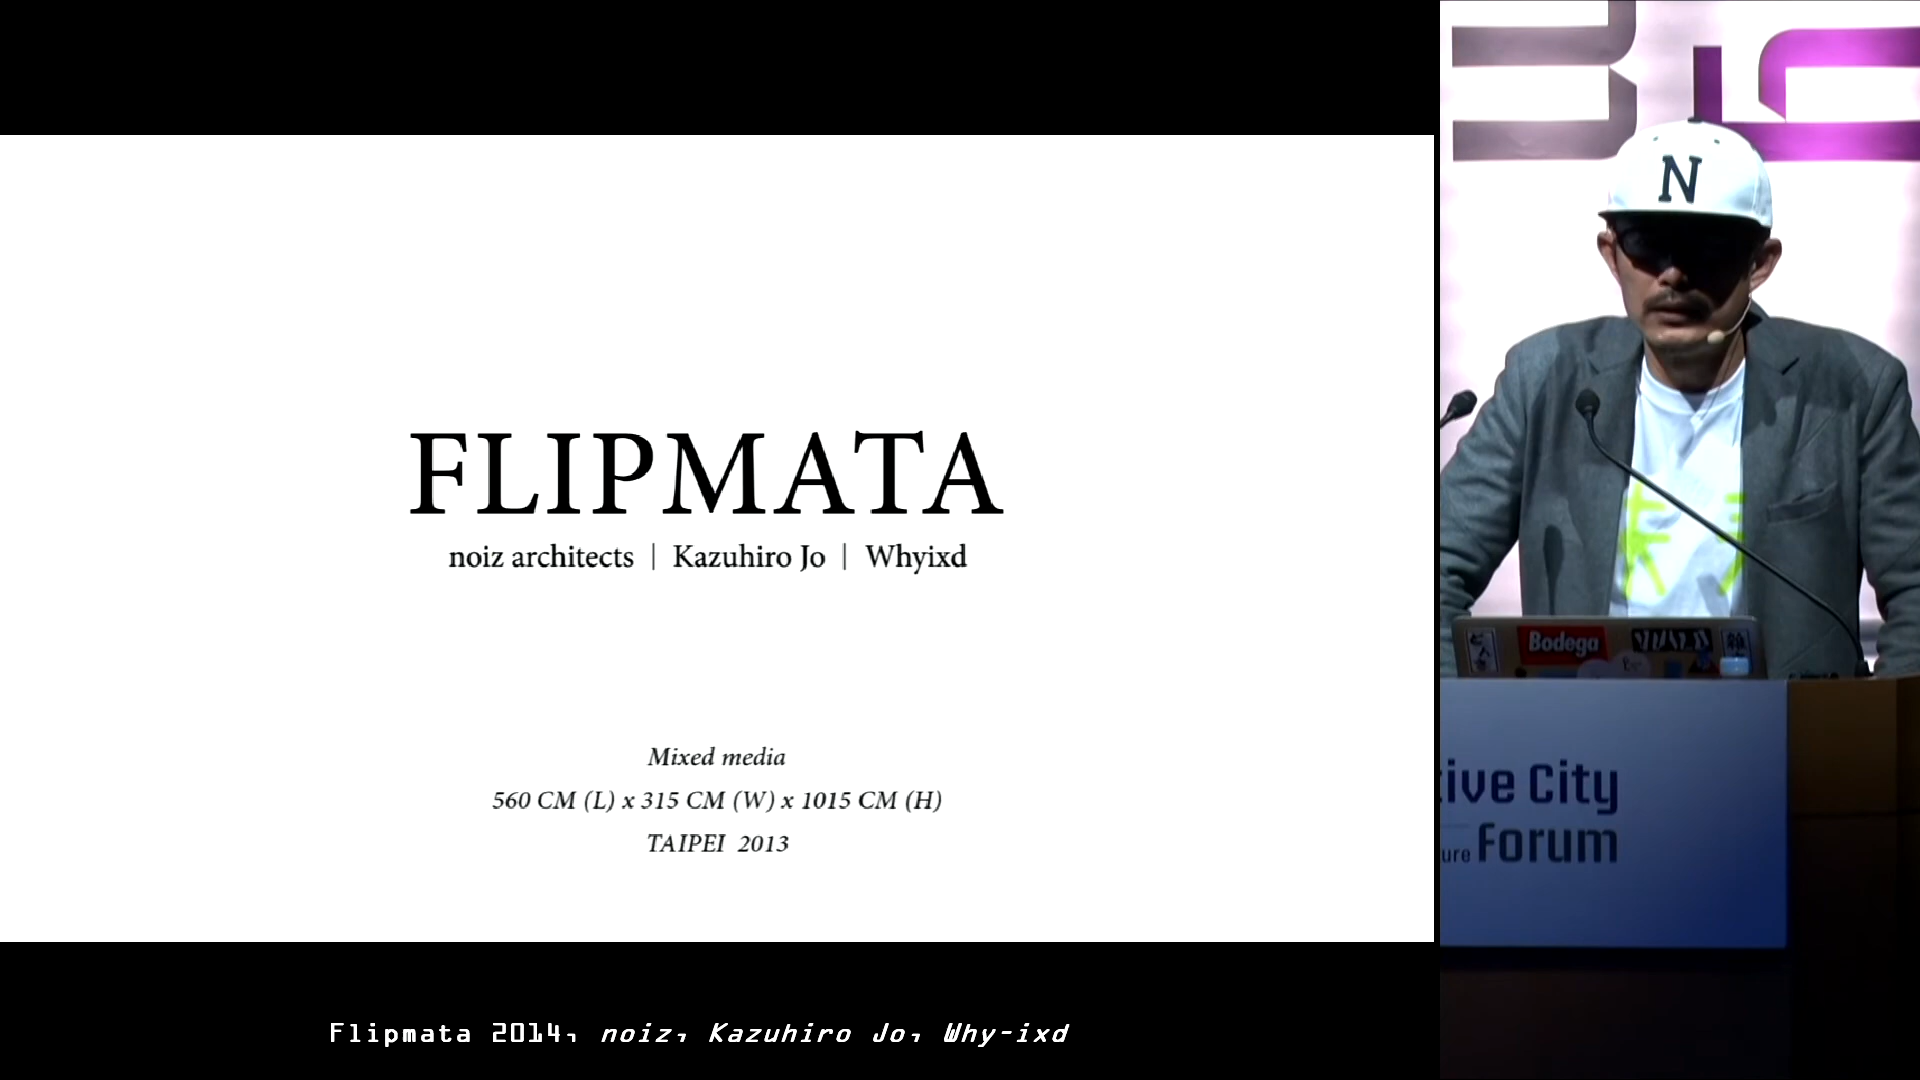 FLIPMATA
noiz architects | Kazuhiro Jo | Whyixd
Mixed media
560 CM (L) x 315 CM (W) x 1015 CM (H)
TAIPEI 2013
Flipmata 2014, noiz, Kazuhiro Jo, Why-ixd
N
Bodega
ive City
ure Forum